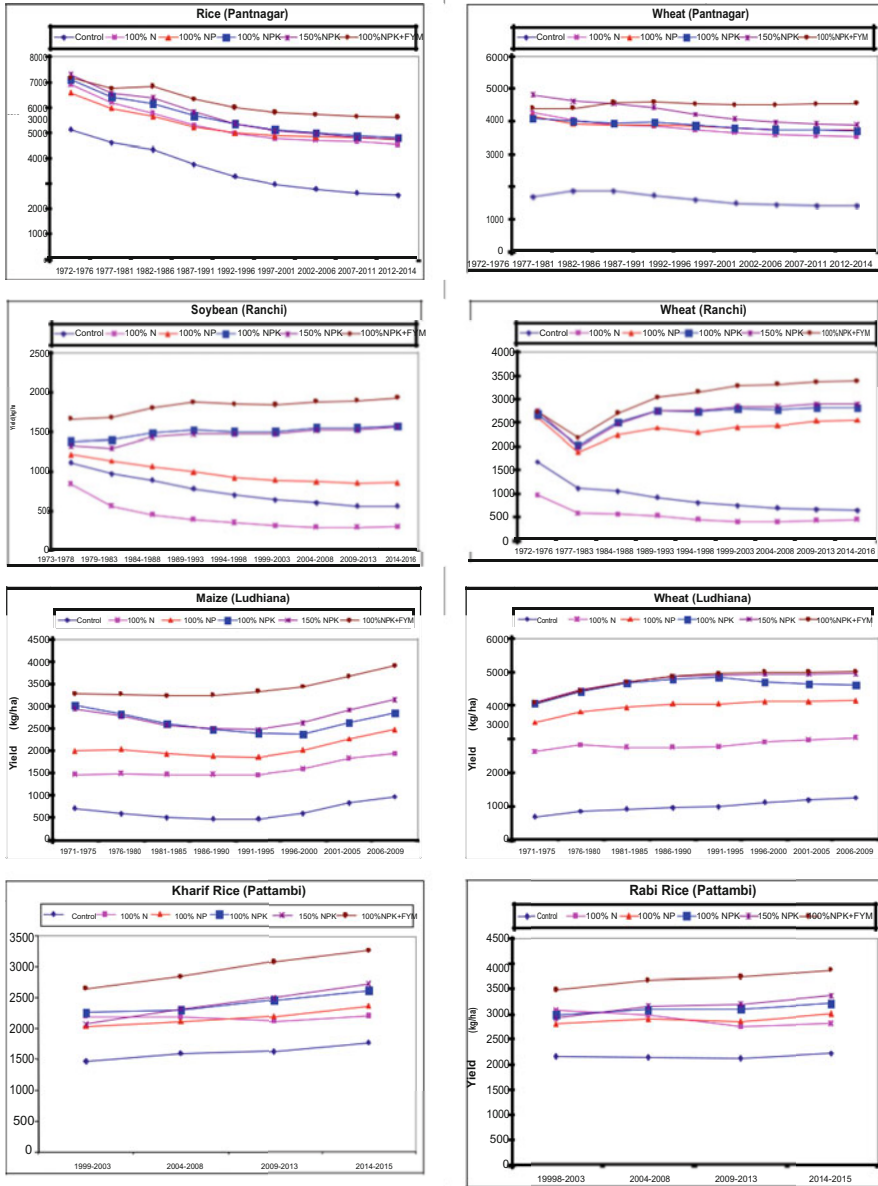 Rice (Pantnagar)
Control 100% N 100% NP 100% NPK 150%NPK 100%NPK+FYM
8000
7000
6000
5000
3000
4000
2000
1000
0
1972-1976 1977-1981 1982-1986 1987-1991 1992-1996 1997-2001 2002-2006 2007-2011 2012-2014
Wheat (Pantnagar)
Control 100% N 100% NP 100% NPK 150% NPK 100%NPK+FYM
6000
5000
4000
3000
1000
0
1972-1976 1977-1981 1982-1986 1987-1991 1992-1996 1997-2001 2002-2006 2007-2011 2012-2014
Soybean (Ranchi)
Control 100% N 100% NP 100% NPK 150% NPK 100%NPK+FYM
Yield(kg/ha
2500
2000
1500
1000
500
0
1973-1978 1979-1983 1984-1988 1989-1993 1994-1998 1999-2003 2004-2008 2009-2013 2014-2016
Wheat (Ranchi)
Control 100% N 100% NP 100% NPK 150% NPK 100%NPK+FYM
4000
3500
3000
2500
2000
1500
1000
500
0
1972-1976 1977-1983 1984-1988 1989-1993 1994-1998 1999-2003 2004-2008 2009-2013 2014-2016
Maize (Ludhiana)
Control 100% N 100% NP 100% NPK 150% NPK 100%NPK+FYM
Yield (kg/ha)
4500
4000
3500
3000
2500
2000
1500
1000
500
0
1971-1975 1976-1980 1981-1985 1986-1990 1991-1995 1996-2000 2001-2005 2006-2009
Wheat (Ludhiana)
Control 100% N 100% NP 100% NPK 150% NPK 100%NPK+FYM
Yield (kg/ha)
6000
5000
4000
3000
2000
1000
0
1971-1975 1976-1980 1981-1985 1986-1990 1991-1995 1996-2000 2001-2005 2006-2009
Kharif Rice (Pattambi)
Control 100% N 100% NP 100% NPK 150% NPK 100%NPK+FYM
3500
3000
2500
2000
1500
1000
500
0
1999-2003 2004-2008 2009-2013 2014-2015
Rabi Rice (Pattambi)
Control 100% N 100% NP 100% NPK 150% NPK 100%NPK+FYM
Yield (kg/ha)
4500
4000
3500
3000
2500
2000
1500
1000
500
0
19998-2003 2004-2008 2009-2013 2014-2015